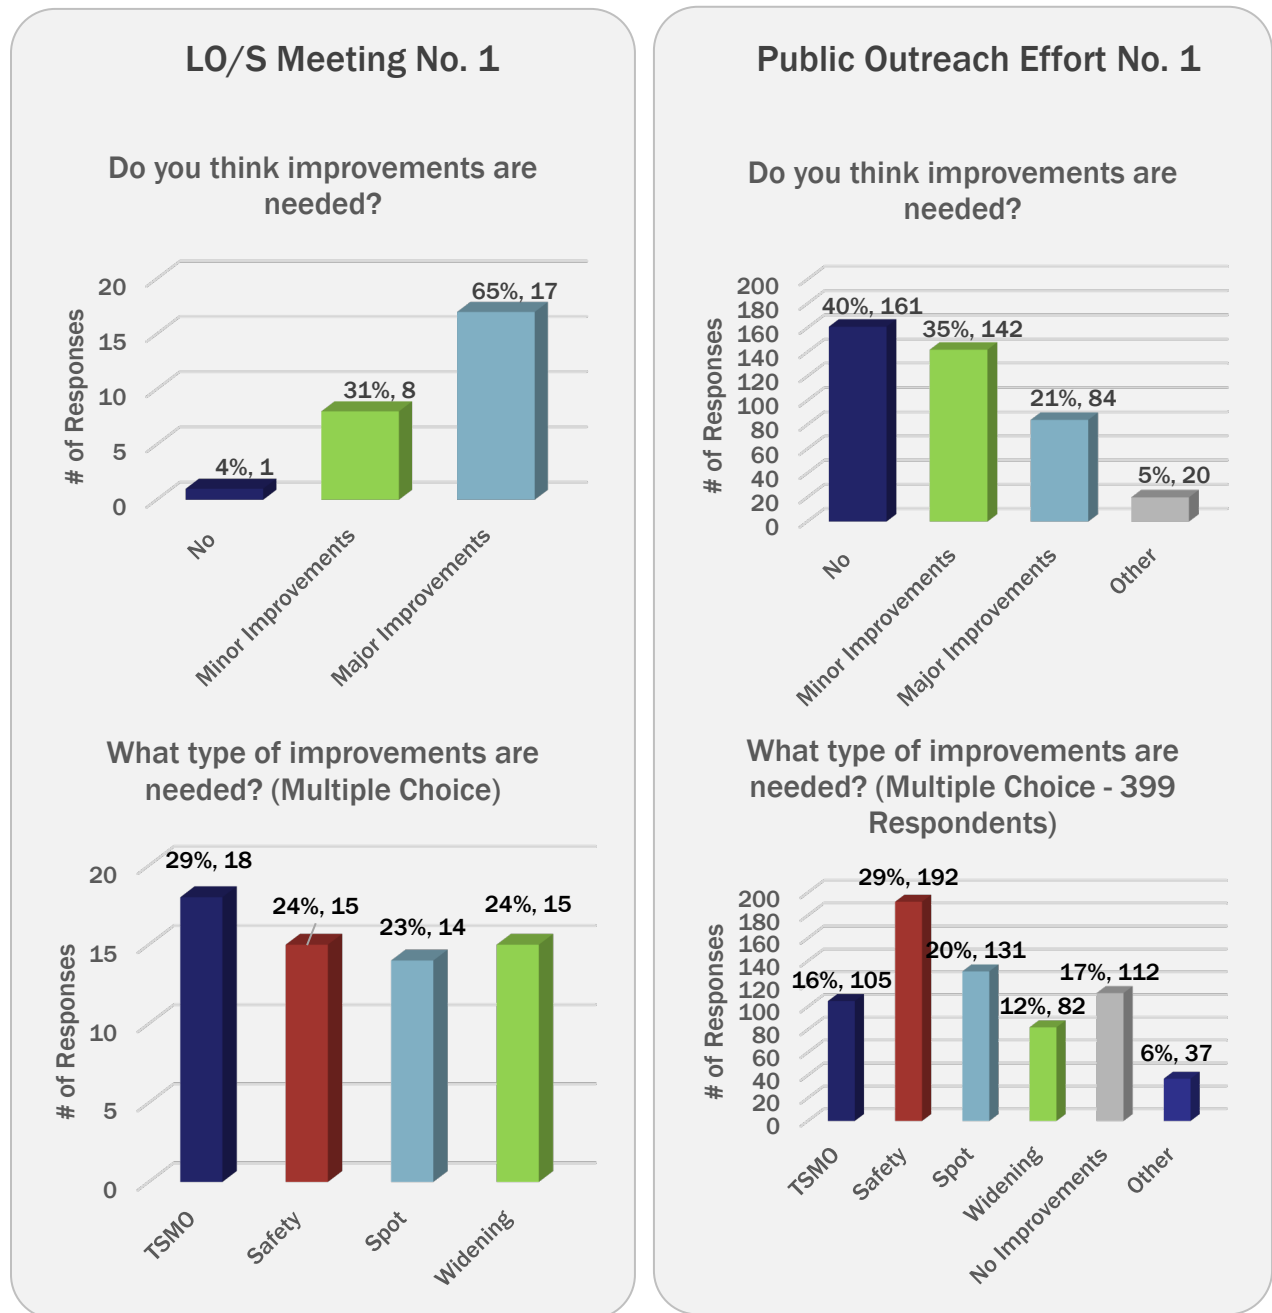 LO/S Meeting No. 1
Do you think improvements are
needed?
# of Responses
20
15
10
5
0
4%, 1
31%, 8
65%, 17
No
Minor Improvements
Major Improvements
What type of improvements are
needed? (Multiple Choice)
# of Responses
20
15
10
5
0
29%, 18
24%, 15
23%, 14
24%, 15
TSMO
Safety
Spot
Widening
Public Outreach Effort No. 1
Do you think improvements are
needed?
# of Responses
200
180
160
140
120
100
80
60
40
20
0
40%, 161
35%, 142
21%, 84
5%, 20
No
Minor Improvements
Major Improvements
Other
What type of improvements are
needed? (Multiple Choice - 399
Respondents)
# of Responses
200
180
160
140
120
100
80
60
40
20
0
16%, 105
29%, 192
20%, 131
12%, 82
17%, 112
6%, 37
TSMO
Safety
Spot
Widening
No Improvements
Other